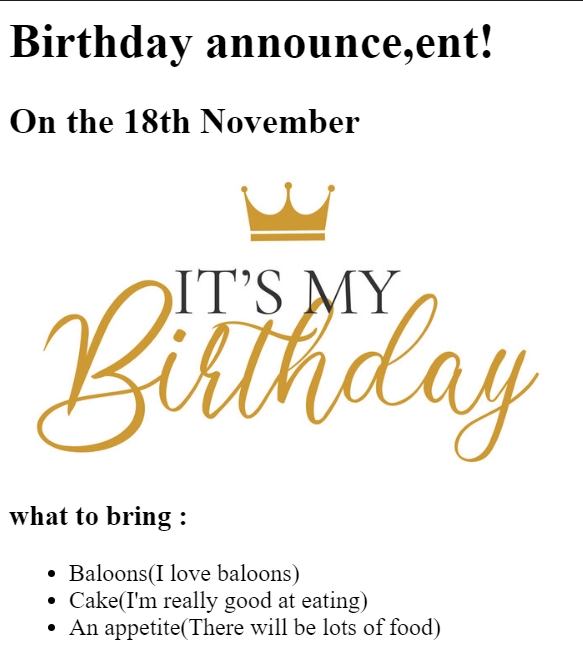 Birthday announce,ent!
On the 18th November
IT'S MY
Birthday
what to bring :
Baloons(I love baloons)
Cake(I'm really good at eating)
An appetite(There will be lots of food)